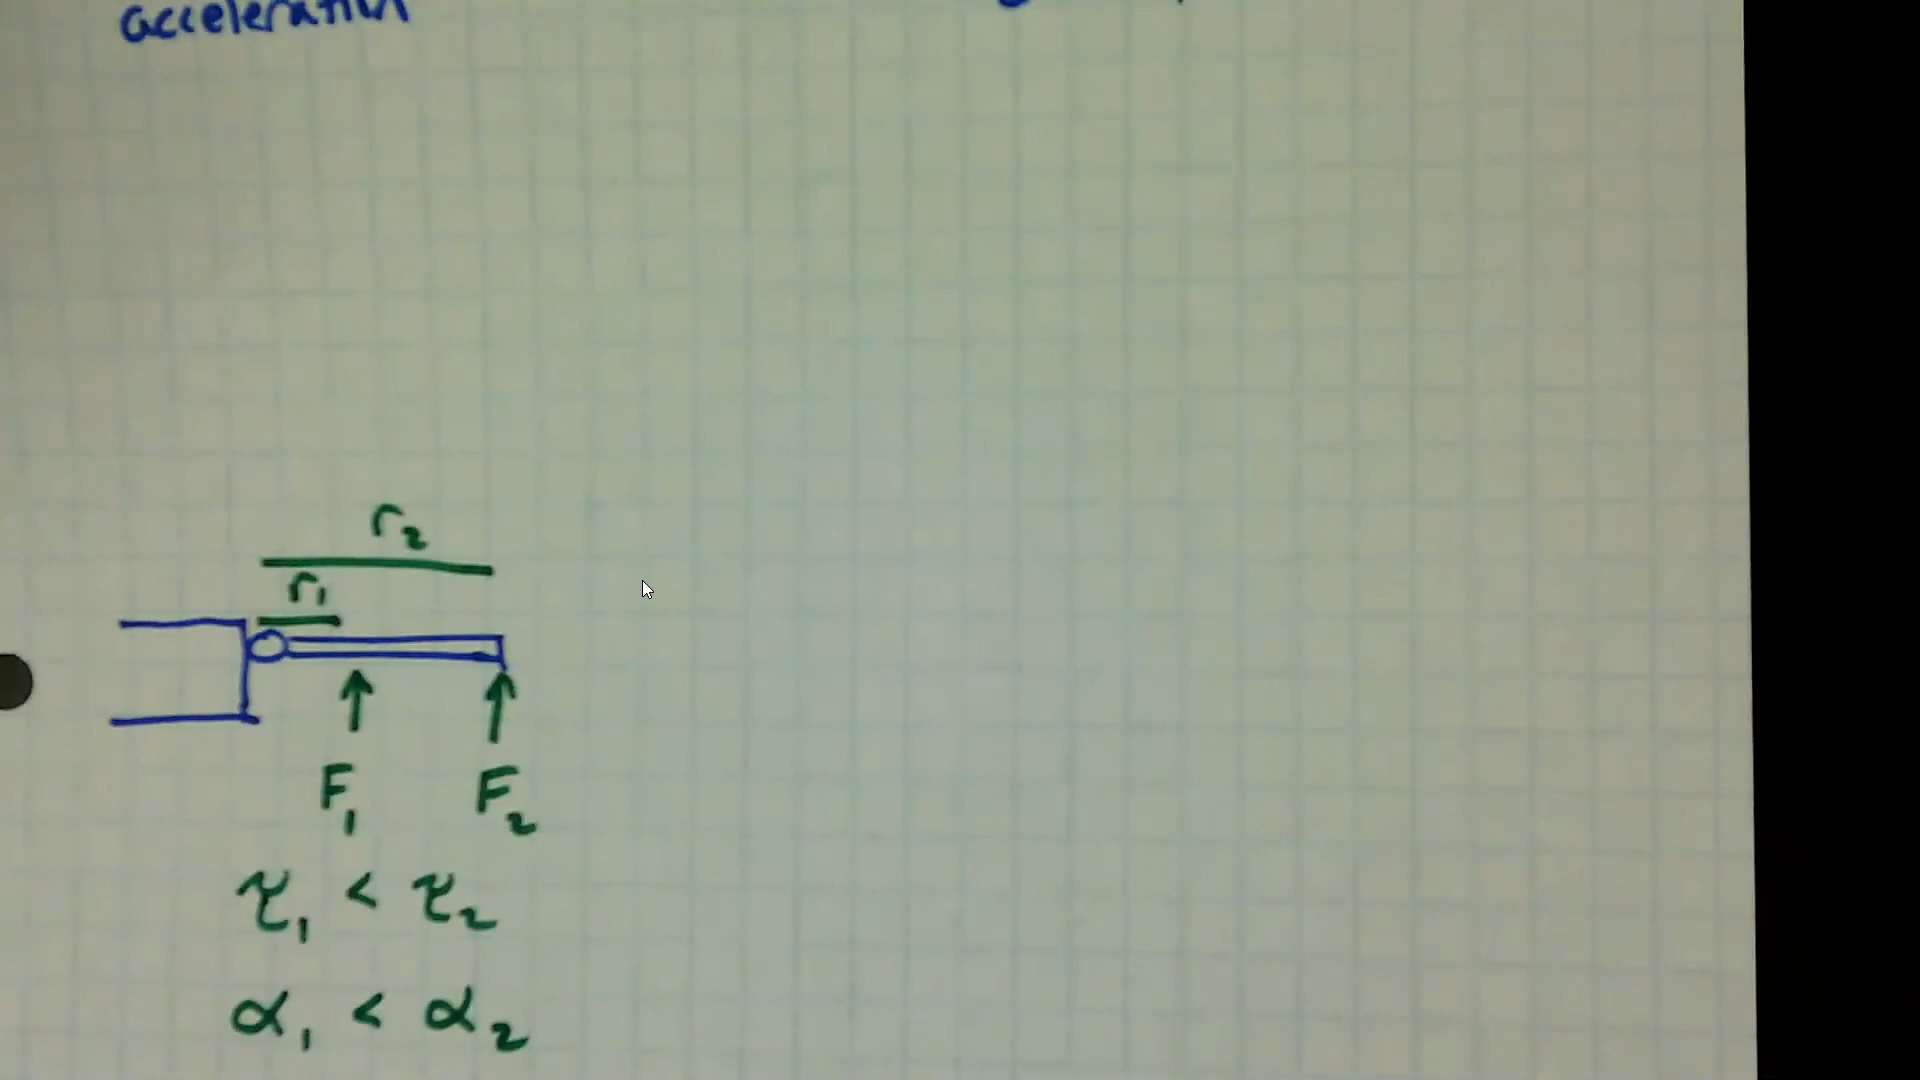 acceleration
r₂
r₁
F₁ F₂
τ₁ < τ₂
α₁ < α₂